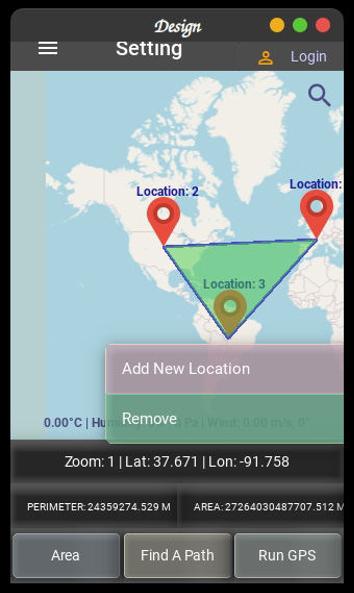 Design
Setting
Login
Location: 2
Location:
Location: 3
Add New Location
Remove
0.00°C | Hu Pa | Wind: 0.00 m/s, 0°
Zoom: 1 | Lat: 37.671 | Lon: -91.758
PERIMETER: 24359274.529 M
AREA: 27264030487707.512 M
Area
Find A Path
Run GPS